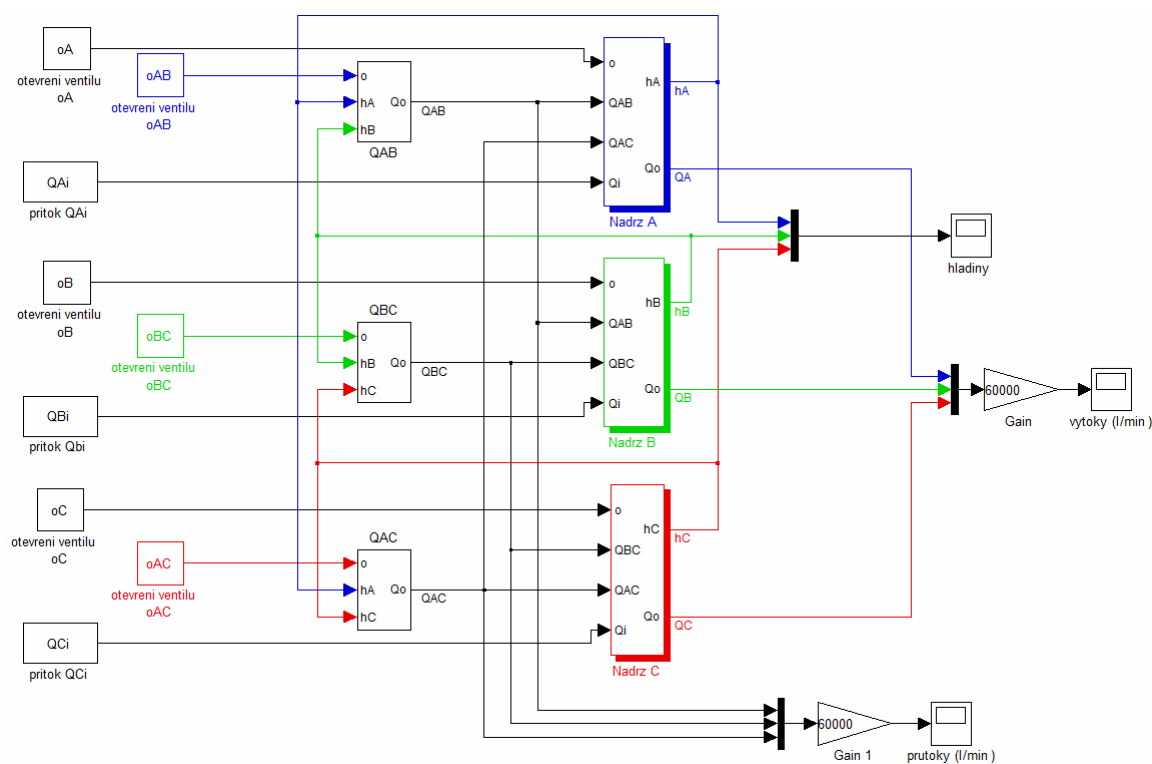 oA
otevreni ventilu
oA
oAB
otevreni ventilu
oAB
o
hA
hB
Qo
QAB
QAB
QAi
pritok QAi
o
QAB
QAC
Qi
hA
Qo
hA
QA
Nadrz A
hladiny
oB
otevreni ventilu
oB
oBC
otevreni ventilu
oBC
QBC
o
hB
hC
Qo
QBC
QBi
pritok Qbi
o
QAB
QBC
Qi
hB
Qo
hB
QB
Nadrz B
60000
Gain
vytoky (l/min )
oC
otevreni ventilu
oC
oAC
otevreni ventilu
oAC
QAC
o
hA
hC
Qo
QAC
QCi
pritok QCi
o
QBC
QAC
Qi
hC
Qo
hC
QC
Nadrz C
60000
Gain 1
prutoky (l/min )